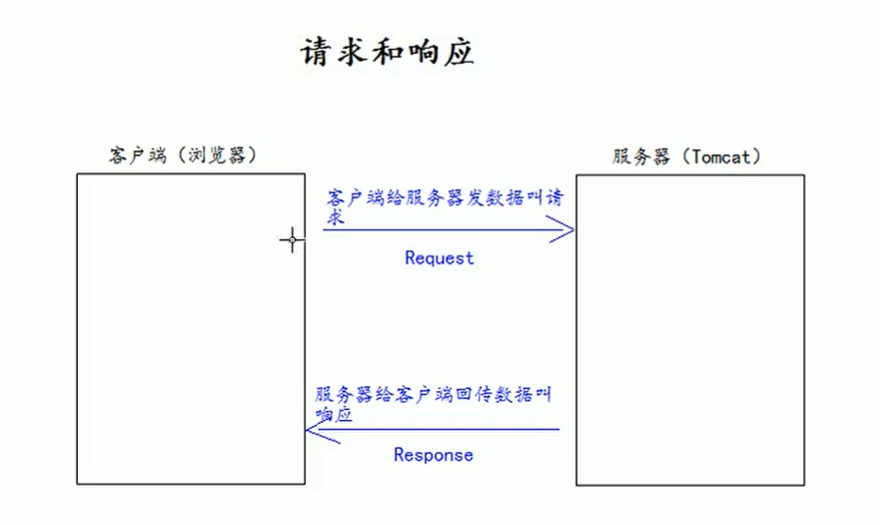 请求和响应
客户端（浏览器）
服务器（Tomcat）
客户端给服务器发数据叫请
求
Request
服务器给客户端回传数据叫
响应
Response